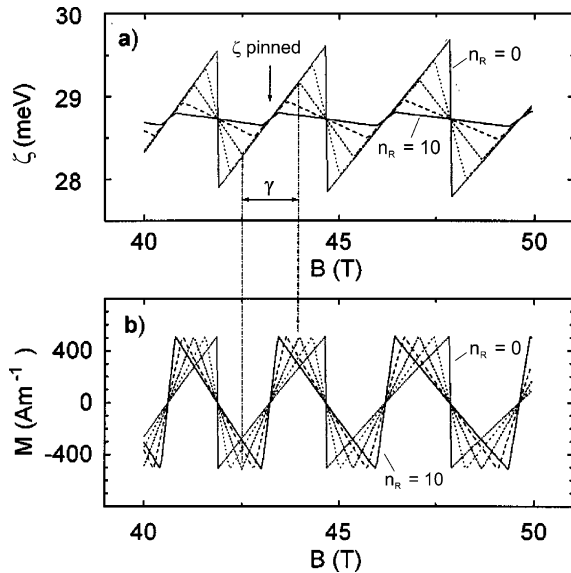 a)
30
29
28
ζ (meV)
ζ pinned
n_R = 0
n_R = 10
γ
40
45
50
B (T)
b)
400
0
-400
M (Am⁻¹)
n_R = 0
n_R = 10
40
45
50
B (T)